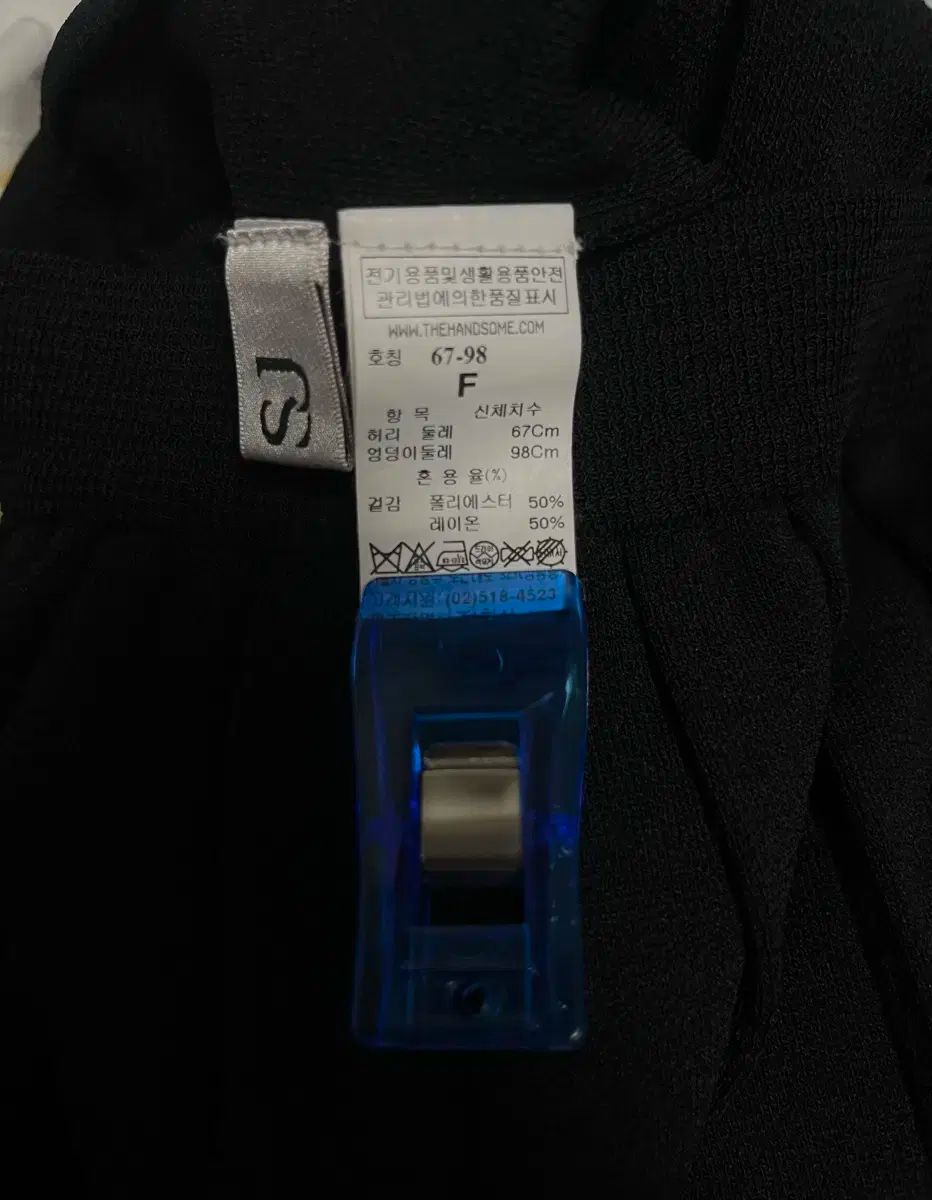 SJ
전기용품및생활용품안전
관리법에의한품질표시
WWW.THEHANDSOME.COM
호칭 67-98
F
항 목 신체치수
허리 둘레 67Cm
엉덩이둘레 98Cm
혼 용 율(%)
겉감 폴리에스터 50%
레이온 50%
(02)518-4523